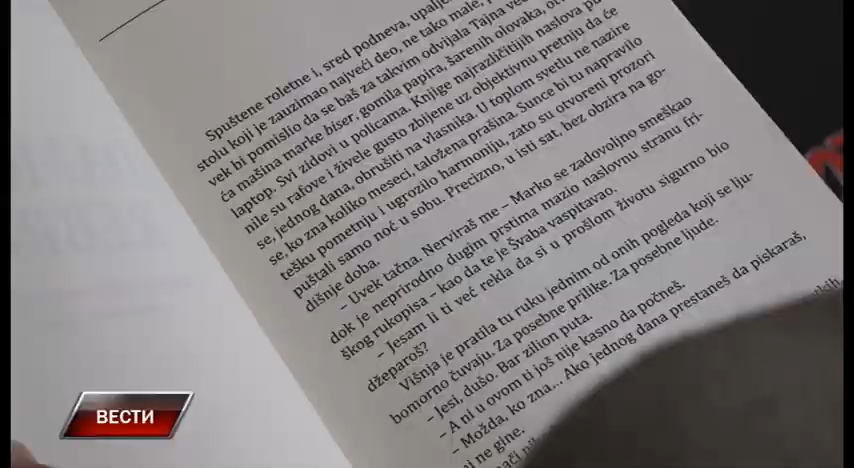 Spuštene roletne i, sred podneva,
stolu koji je zauzimao najveći deo, ne tako male,
vek bi pomislio da se baš za takvim odvijala Tajna
ća mašina marke biser, gomila papira, šarenih olovaka,
laptop. Svi zidovi u policama. Knjige najrazličitijih naslova
nile su rafove i živele gusto zbijene uz objektivnu pretnju da će
se, jednog dana, obrušiti na vlasnika. U toplom svetlu ne nazire
se, ko zna koliko meseci, taložena prašina. Sunce bi tu napravilo
tešku pometnju i ugrozilo harmoniju, zato su otvoreni prozori
puštali samo noć u sobu. Precizno, u isti sat, bez obzira na go-
dišnje doba.
– Uvek tačna. Nerviraš me – Marko se zadovoljno smeškao
dok je neprirodno dugim prstima mazio naslovnu stranu fri-
škog rukopisa – kao da te je Švaba vaspitavao.
– Jesam li ti već rekla da si u prošlom životu sigurno bio
džeparoš?
Višnja je pratila tu ruku jednim od onih pogleda koji se lju-
bomorno čuvaju. Za posebne prilike. Za posebne ljude.
– Jesi, dušo. Bar zilion puta.
– A ni u ovom ti još nije kasno da počneš.
– Možda, ko zna... Ako jednog dana prestaneš da piskaraš,
ni ne gine.
ВЕСТИ